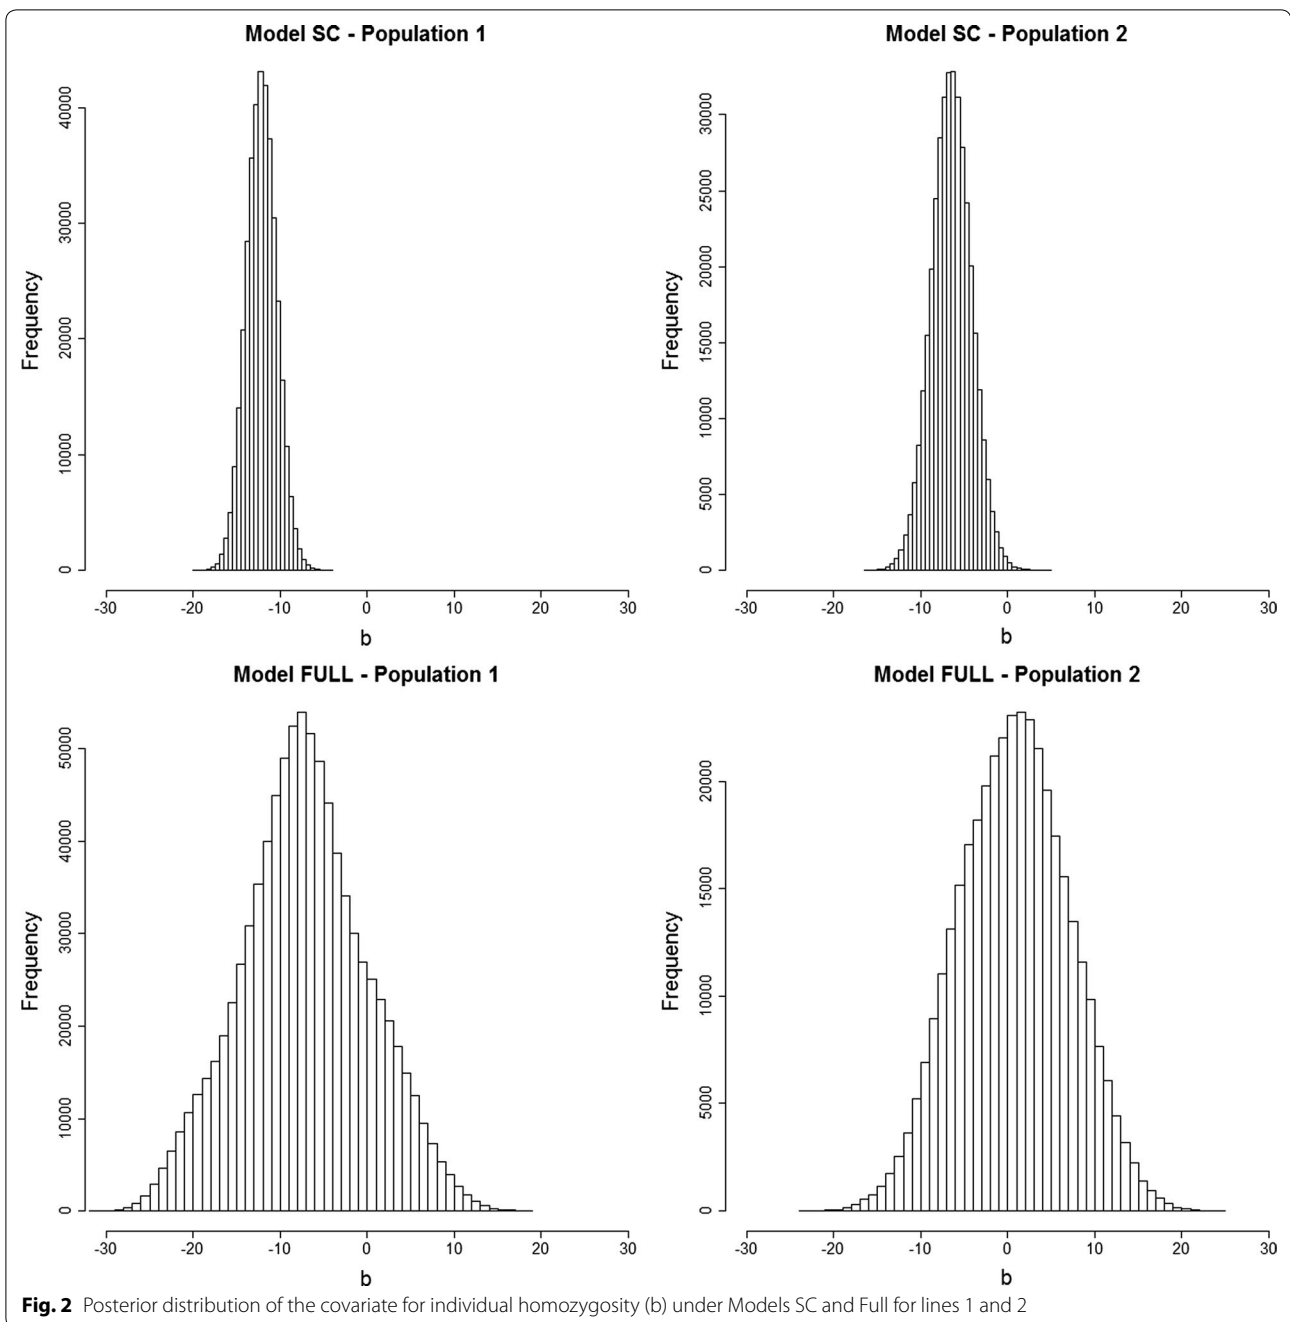 Model SC - Population 1
40000
30000
20000
10000
0
Frequency
-30 -20 -10 0 10 20 30
b
Model SC - Population 2
30000
25000
20000
15000
10000
5000
0
Frequency
-30 -20 -10 0 10 20 30
b
Model FULL - Population 1
50000
40000
30000
20000
10000
0
Frequency
-30 -20 -10 0 10 20 30
b
Model FULL - Population 2
20000
15000
10000
5000
0
Frequency
-30 -20 -10 0 10 20 30
b
Fig. 2 Posterior distribution of the covariate for individual homozygosity (b) under Models SC and Full for lines 1 and 2